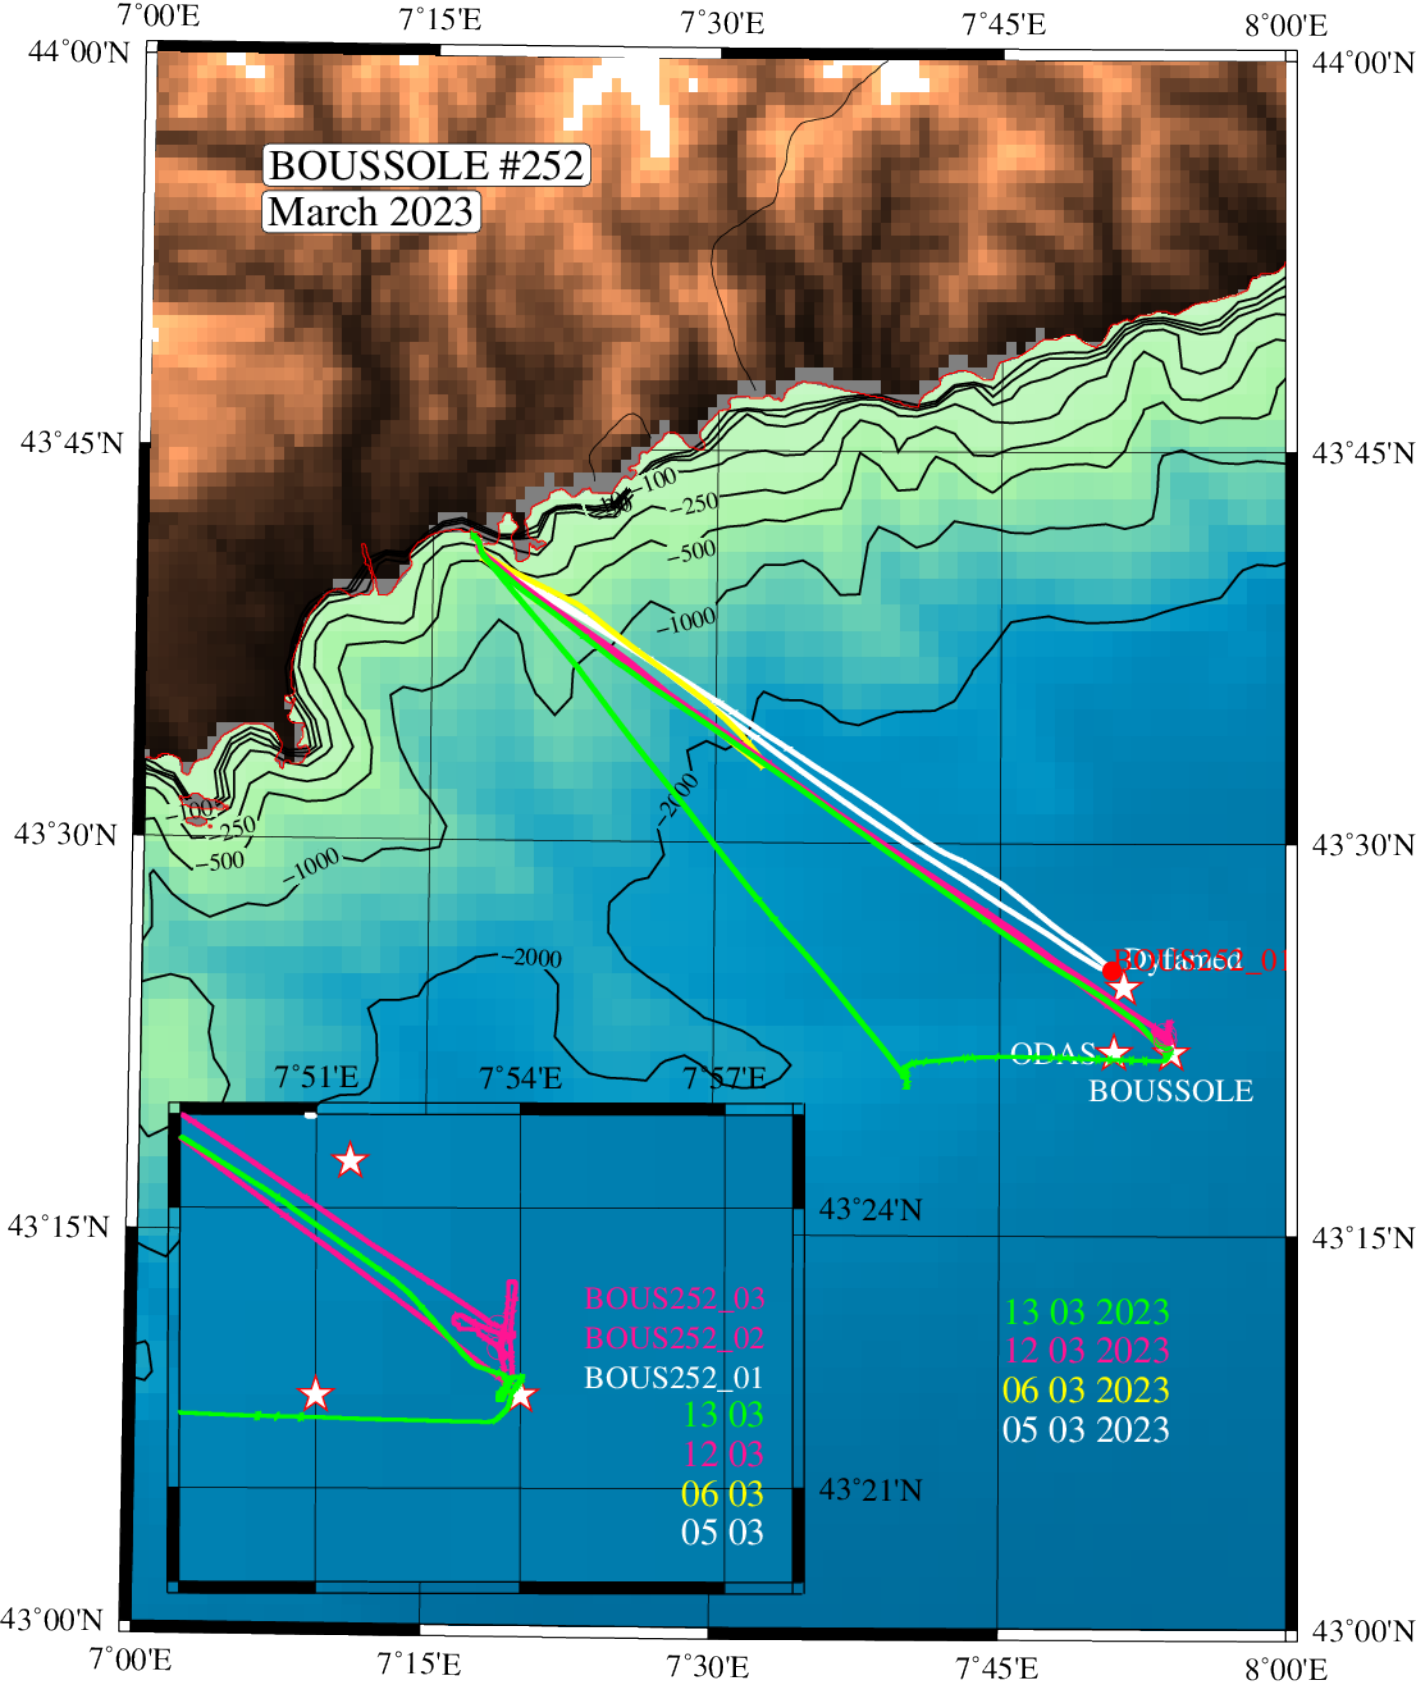 7°00'E 7°15'E 7°30'E 7°45'E 8°00'E
44°00'N 44°00'N
BOUSSOLE #252
March 2023
43°45'N 43°45'N
-100
-250
-500
-1000
-2000
-100
-250
-500
-1000
43°30'N 43°30'N
-2000
Dyfamed
BOUS252_01
ODAS
BOUSSOLE
7°51'E 7°54'E 7°57'E
43°24'N
43°15'N 43°15'N
BOUS252_03
BOUS252_02
BOUS252_01
13 03
12 03
06 03
05 03
13 03 2023
12 03 2023
06 03 2023
05 03 2023
43°21'N
43°00'N 43°00'N
7°00'E 7°15'E 7°30'E 7°45'E 8°00'E